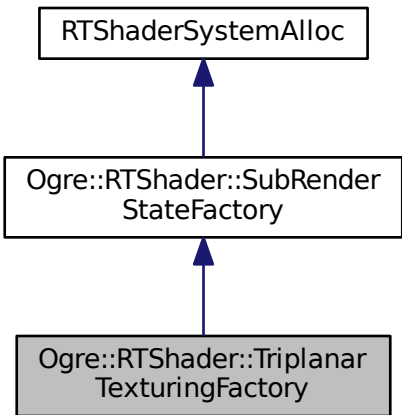 RTShaderSystemAlloc
Ogre::RTShader::SubRender
StateFactory
Ogre::RTShader::Triplanar
TexturingFactory